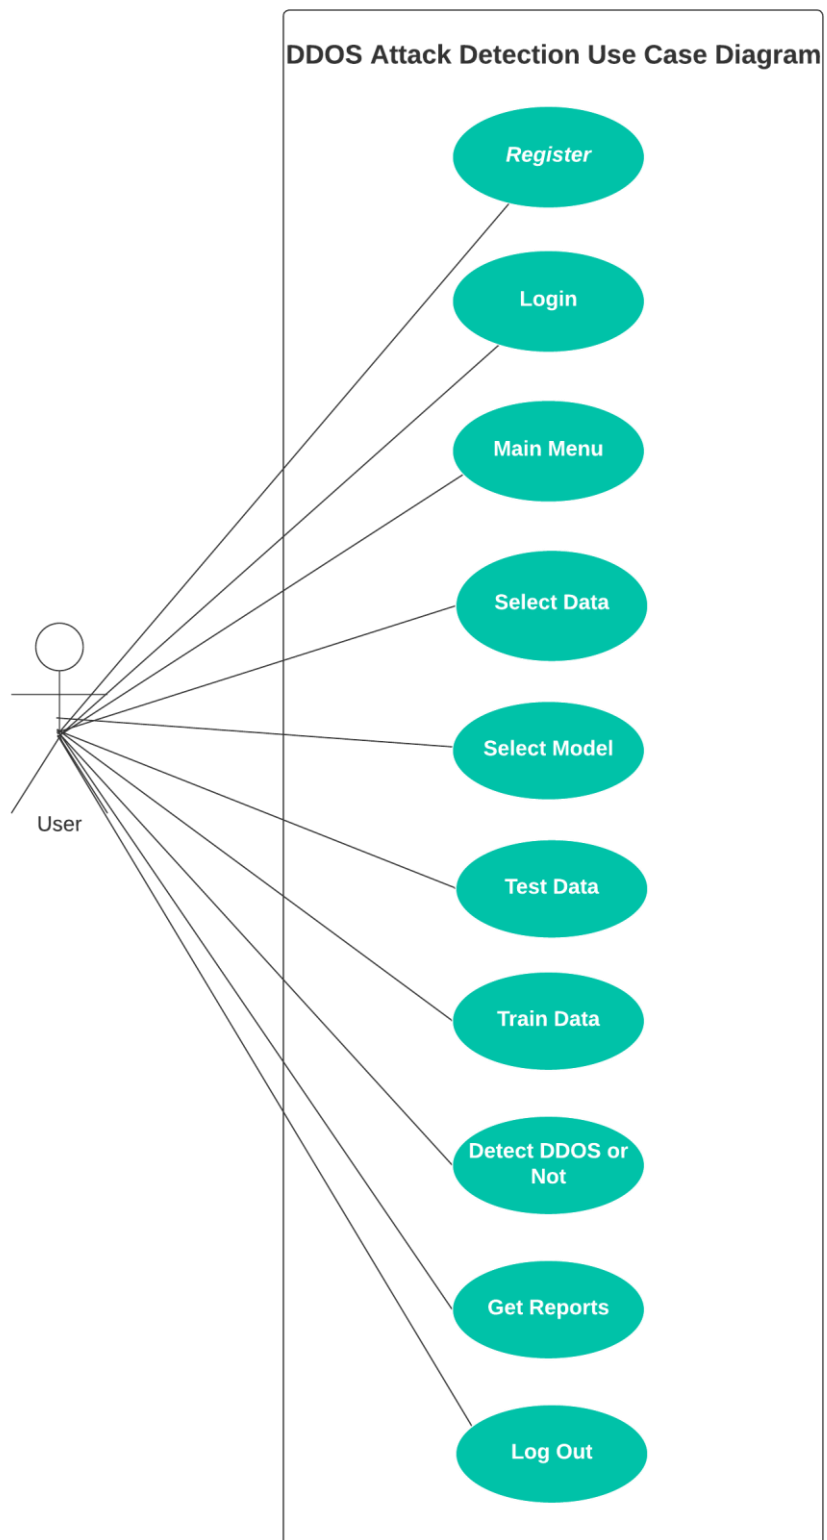 DDOS Attack Detection Use Case Diagram
Register
Login
Main Menu
Select Data
Select Model
User
Test Data
Train Data
Detect DDOS or
Not
Get Reports
Log Out